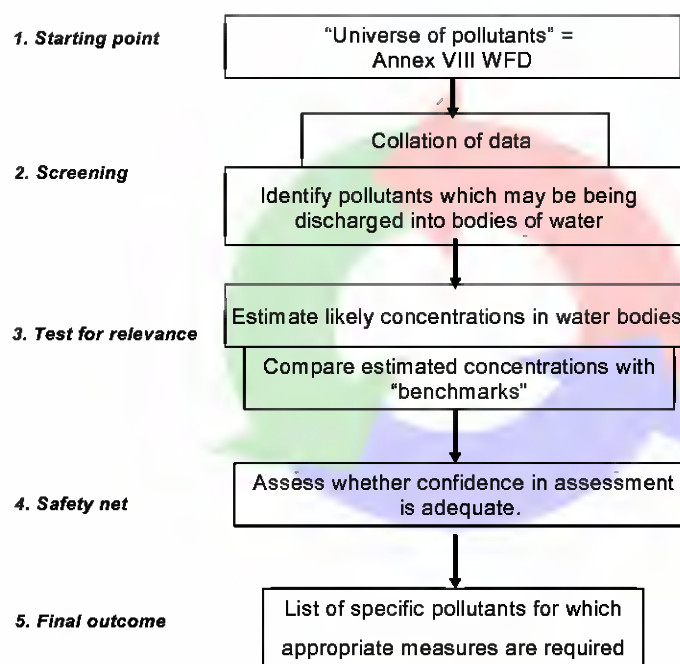 1. Starting point
"Universe of pollutants" =
Annex VIII WFD
Collation of data
2. Screening
Identify pollutants which may be being
discharged into bodies of water
Estimate likely concentrations in water bodies
3. Test for relevance
Compare estimated concentrations with
"benchmarks"
Assess whether confidence in assessment
4. Safety net
is adequate.
List of specific pollutants for which
5. Final outcome
appropriate measures are required